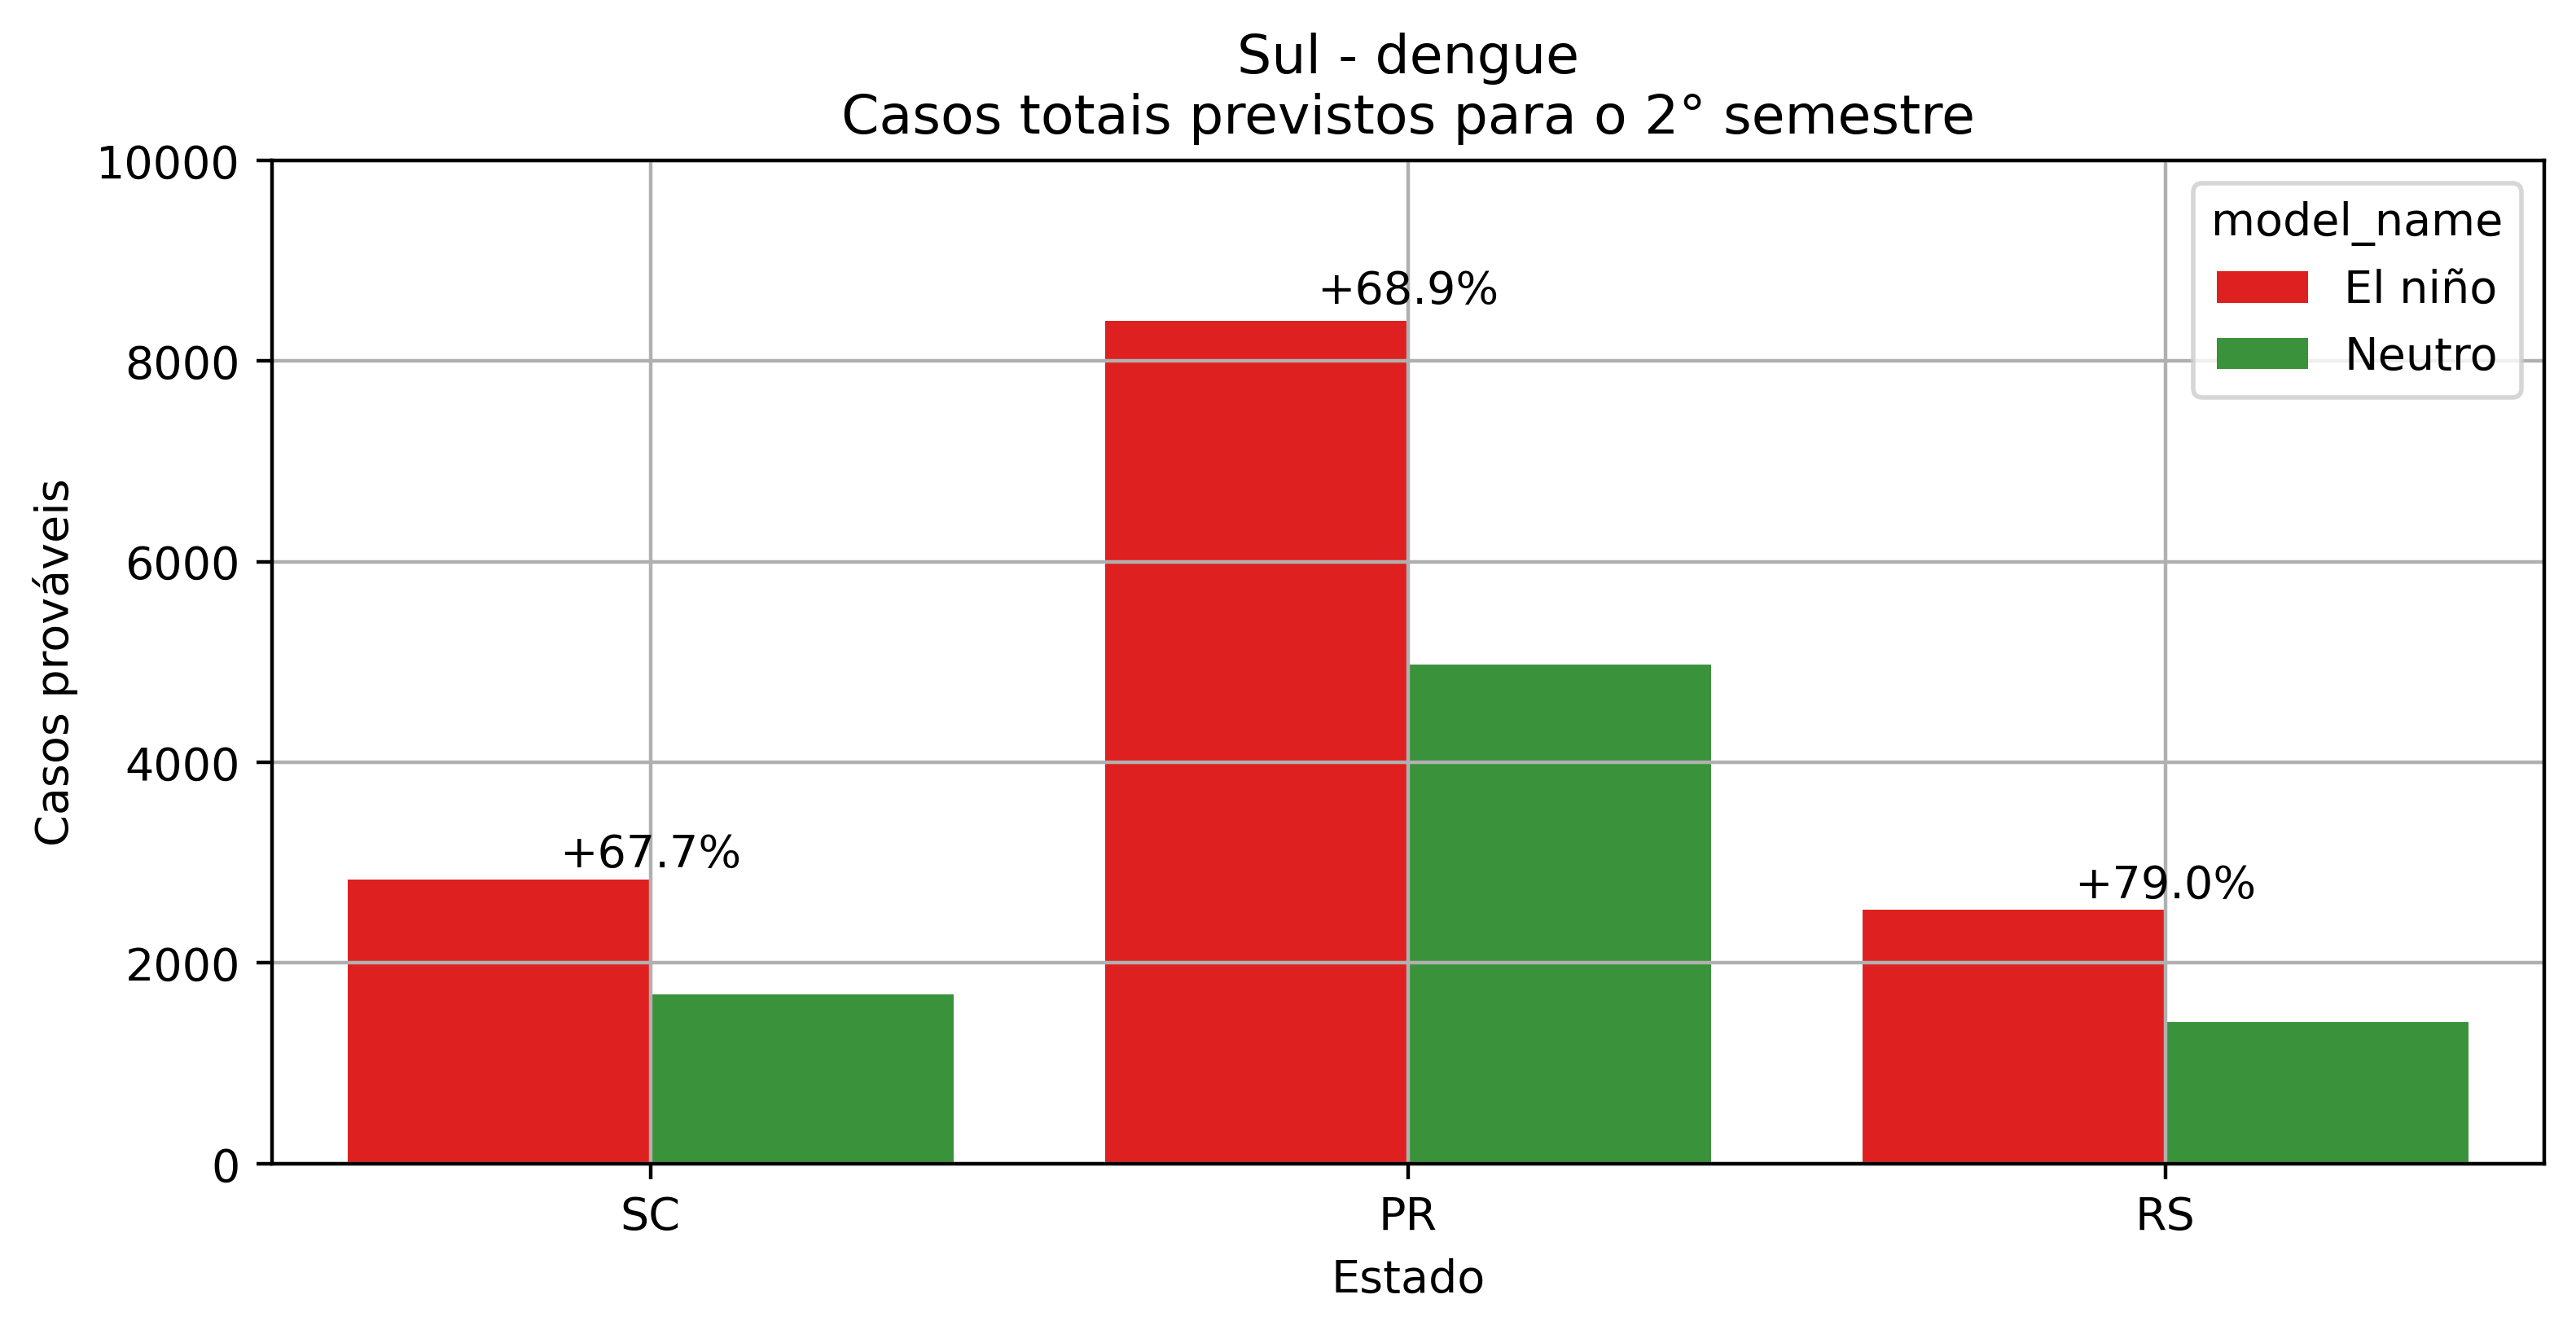 Sul - dengue
Casos totais previstos para o 2° semestre
10000
8000
6000
4000
2000
0
Casos prováveis
model_name
El niño
Neutro
+67.7%
+68.9%
+79.0%
SC
PR
RS
Estado